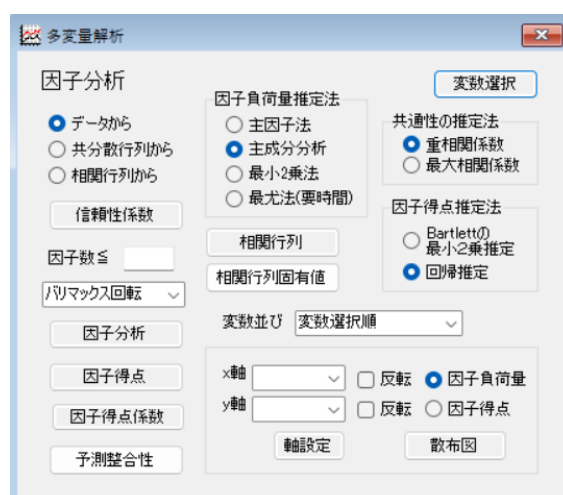 多変量解析
因子分析
変数選択
データから
共分散行列から
相関行列から
信頼性係数
因子数≦
バリマックス回転
因子分析
因子得点
因子得点係数
予測整合性
因子負荷量推定法
主因子法
主成分分析
最小2乗法
最尤法(要時間)
相関行列
相関行列固有値
共通性の推定法
重相関係数
最大相関係数
因子得点推定法
Bartlettの
最小2乗推定
回帰推定
変数並び 変数選択順
x軸 反転 因子負荷量
y軸 反転 因子得点
軸設定 散布図